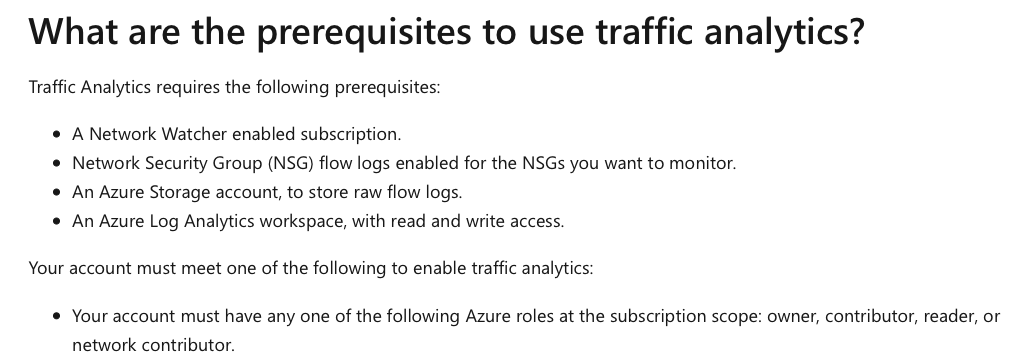 What are the prerequisites to use traffic analytics?
Traffic Analytics requires the following prerequisites:
• A Network Watcher enabled subscription.
• Network Security Group (NSG) flow logs enabled for the NSGs you want to monitor.
• An Azure Storage account, to store raw flow logs.
• An Azure Log Analytics workspace, with read and write access.
Your account must meet one of the following to enable traffic analytics:
• Your account must have any one of the following Azure roles at the subscription scope: owner, contributor, reader, or
network contributor.